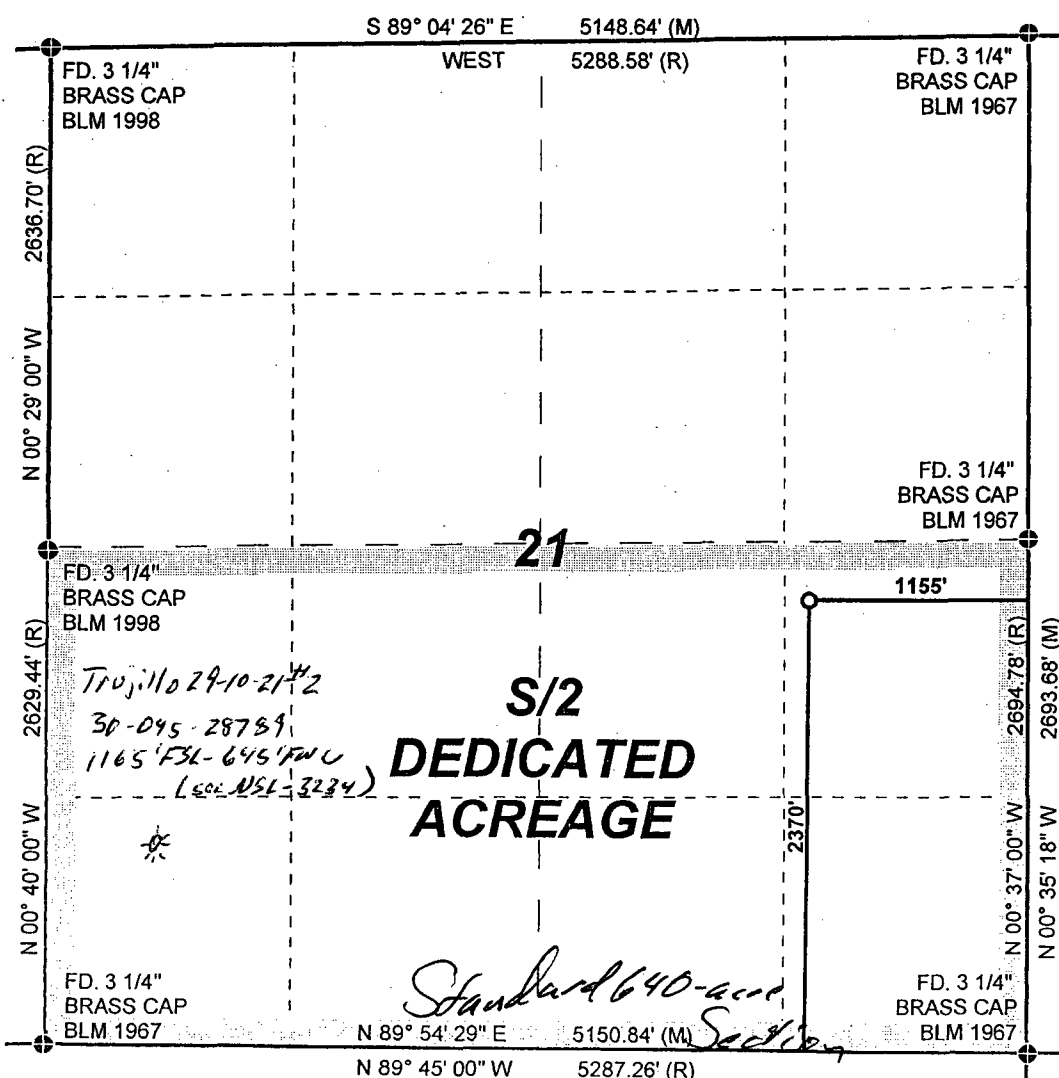 S 89° 04' 26" E 5148.64' (M)
WEST 5288.58' (R)
FD. 3 1/4"
BRASS CAP
BLM 1998
FD. 3 1/4"
BRASS CAP
BLM 1967
2636.70' (R)
N 00° 29' 00" W
FD. 3 1/4"
BRASS CAP
BLM 1967
21
FD. 3 1/4"
BRASS CAP
BLM 1998
1155'
2629.44' (R)
N 00° 40' 00" W
Trujillo 29-10-21 #2
30-045-28789
1165' FSL-645' FWL
(see NSL-3234)
S/2
DEDICATED
ACREAGE
2370'
2694.78' (R)
N 00° 37' 00" W
2693.68' (M)
N 00° 35' 18" W
Standard 640-acre
Section
FD. 3 1/4"
BRASS CAP
BLM 1967
FD. 3 1/4"
BRASS CAP
BLM 1967
N 89° 54' 29" E 5150.84' (M)
N 89° 45' 00" W 5287.26' (R)